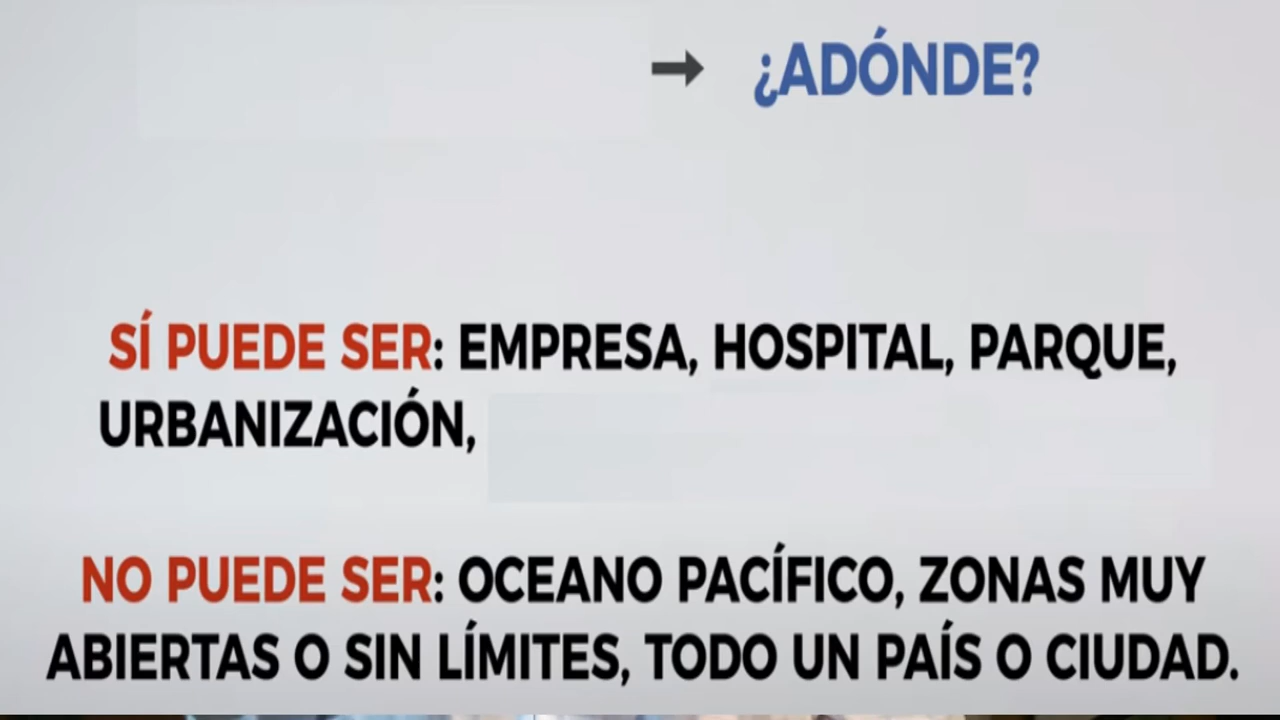 → ¿ADÓNDE?
SÍ PUEDE SER: EMPRESA, HOSPITAL, PARQUE,
URBANIZACIÓN,
NO PUEDE SER: OCEANO PACÍFICO, ZONAS MUY
ABIERTAS O SIN LÍMITES, TODO UN PAÍS O CIUDAD.